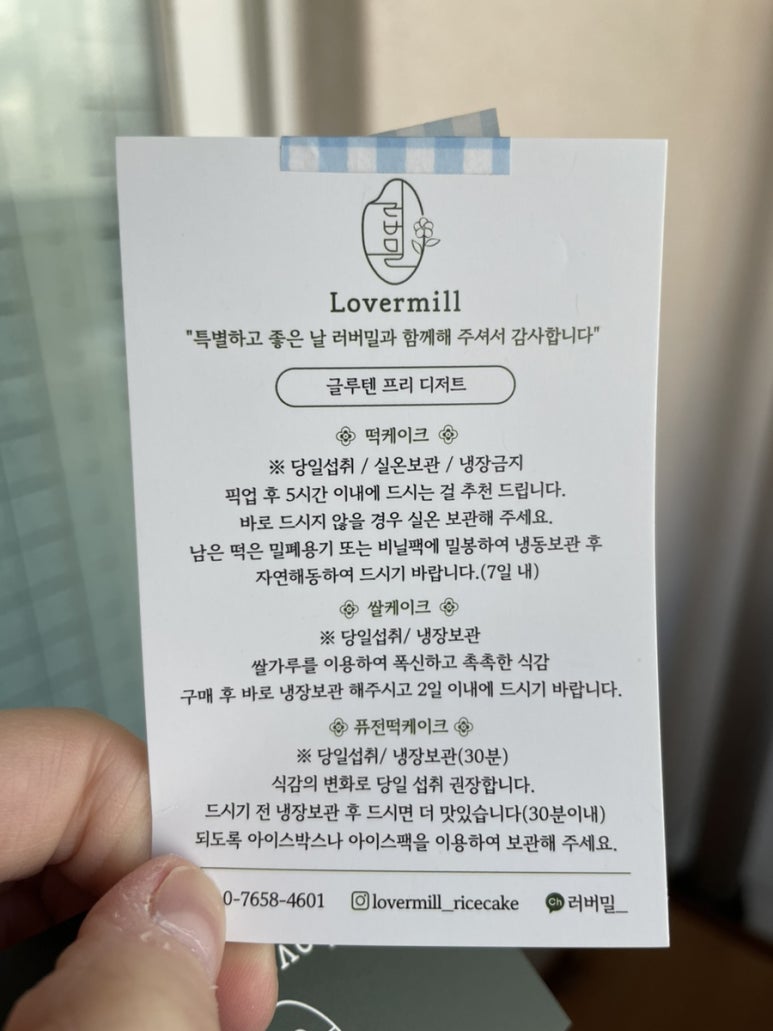 러버밀
Lovermill
"특별하고 좋은 날 러버밀과 함께해 주셔서 감사합니다"
글루텐 프리 디저트
떡케이크
※ 당일섭취 / 실온보관 / 냉장금지
픽업 후 5시간 이내에 드시는 걸 추천 드립니다.
바로 드시지 않을 경우 실온 보관해 주세요.
남은 떡은 밀폐용기 또는 비닐팩에 밀봉하여 냉동보관 후
자연해동하여 드시기 바랍니다.(7일 내)
쌀케이크
※ 당일섭취/ 냉장보관
쌀가루를 이용하여 폭신하고 촉촉한 식감
구매 후 바로 냉장보관 해주시고 2일 이내에 드시기 바랍니다.
퓨전떡케이크
※ 당일섭취/ 냉장보관(30분)
식감의 변화로 당일 섭취 권장합니다.
드시기 전 냉장보관 후 드시면 더 맛있습니다(30분이내)
되도록 아이스박스나 아이스팩을 이용하여 보관해 주세요.
0-7658-4601 lovermill_ricecake Ch 러버밀_